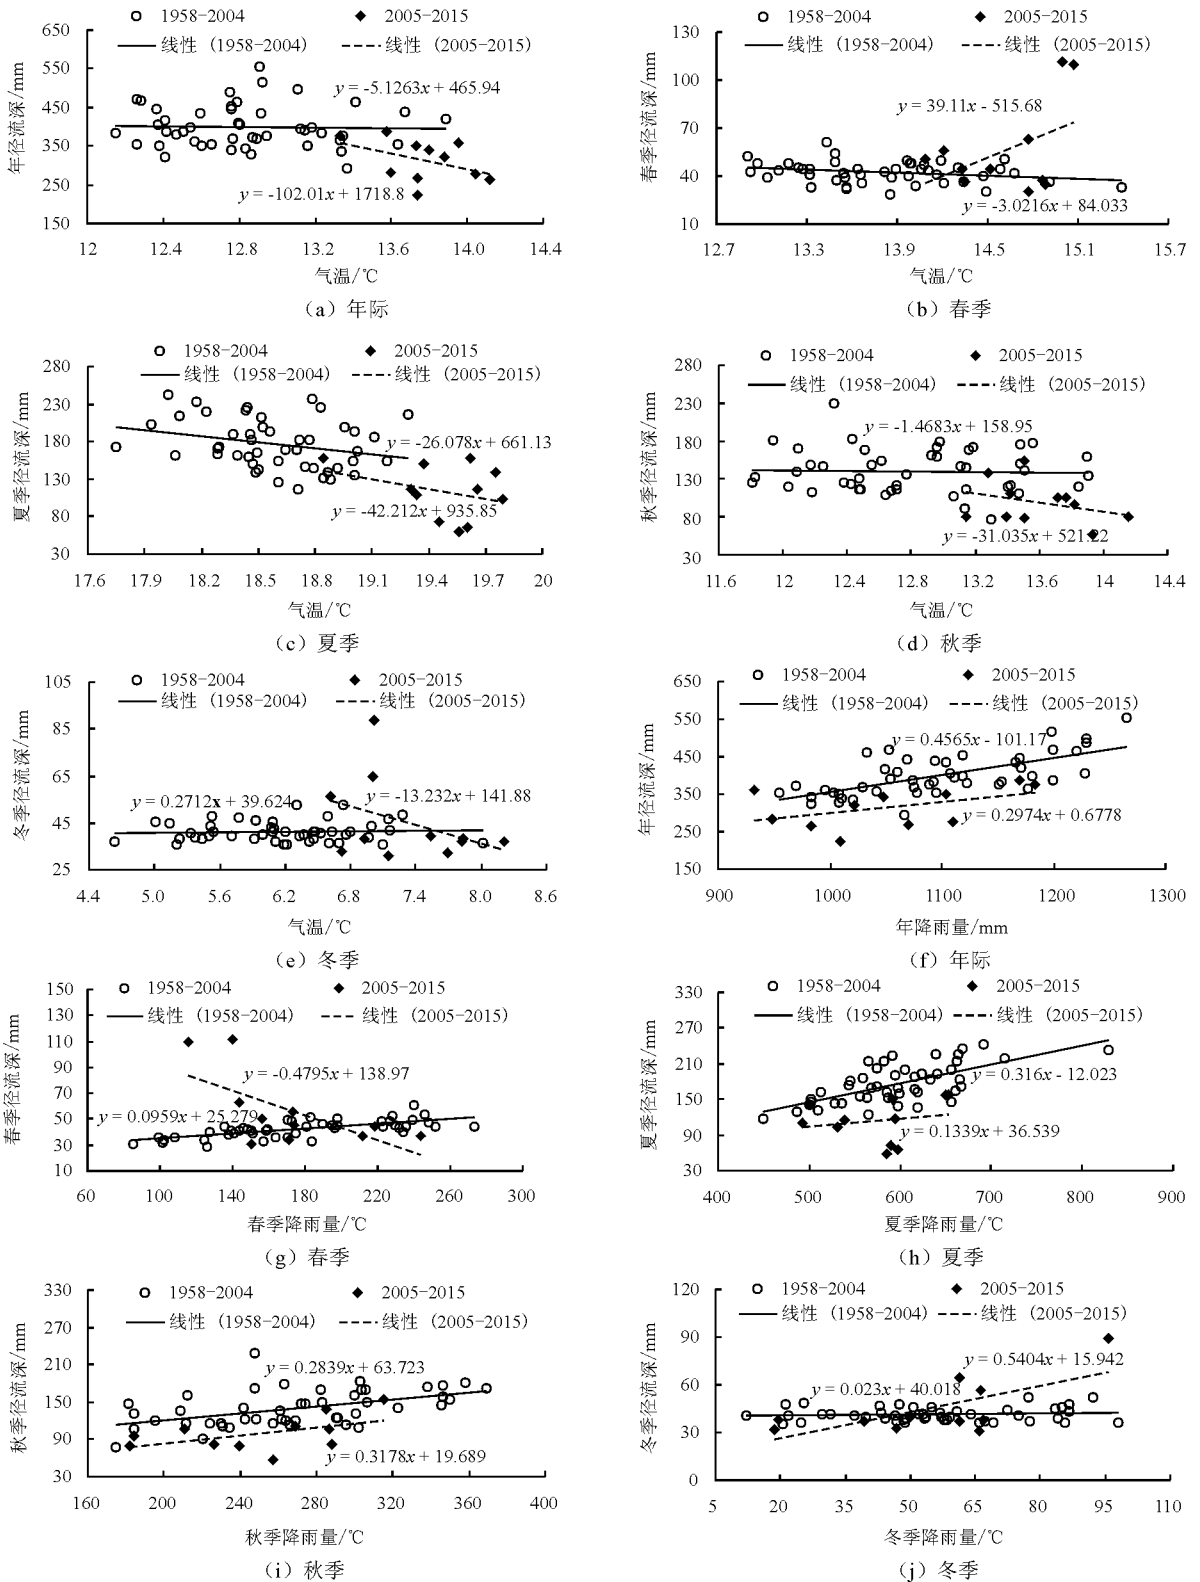 1958-2004 2005-2015
线性 (1958-2004) 线性 (2005-2015)
650
550
450
350
250
150
年径流深/mm
y = -5.1263x + 465.94
y = -102.01x + 1718.8
12 12.4 12.8 13.2 13.6 14.0 14.4
气温/℃
(a) 年际
1958-2004 2005-2015
线性 (1958-2004) 线性 (2005-2015)
130
100
70
40
10
春季径流深/mm
y = 39.11x - 515.68
y = -3.0216x + 84.033
12.7 13.3 13.9 14.5 15.1 15.7
气温/℃
(b) 春季
1958-2004 2005-2015
线性 (1958-2004) 线性 (2005-2015)
280
230
180
130
80
30
夏季径流深/mm
y = -26.078x + 661.13
y = -42.212x + 935.85
17.6 17.9 18.2 18.5 18.8 19.1 19.4 19.7 20
气温/℃
(c) 夏季
1958-2004 2005-2015
线性 (1958-2004) 线性 (2005-2015)
280
230
180
130
80
30
秋季径流深/mm
y = -1.4683x + 158.95
y = -31.035x + 521.22
11.6 12 12.4 12.8 13.2 13.6 14 14.4
气温/℃
(d) 秋季
1958-2004 2005-2015
线性 (1958-2004) 线性 (2005-2015)
105
85
65
45
25
冬季径流深/mm
y = 0.2712x + 39.624
y = -13.232x + 141.88
4.4 5.0 5.6 6.2 6.8 7.4 8.0 8.6
气温/℃
(e) 冬季
1958-2004 2005-2015
线性 (1958-2004) 线性 (2005-2015)
650
550
450
350
250
150
年径流深/mm
y = 0.4565x - 101.17
y = 0.2974x + 0.6778
900 1000 1100 1200 1300
年降雨量/mm
(f) 年际
1958-2004 2005-2015
线性 (1958-2004) 线性 (2005-2015)
150
130
110
90
70
50
30
10
春季径流深/mm
y = -0.4795x + 138.97
y = 0.0959x + 25.279
60 100 140 180 220 260 300
春季降雨量/℃
(g) 春季
1958-2004 2005-2015
线性 (1958-2004) 线性 (2005-2015)
330
270
210
150
90
30
夏季径流深/mm
y = 0.316x - 12.023
y = 0.1339x + 36.539
400 500 600 700 800 900
夏季降雨量/℃
(h) 夏季
1958-2004 2005-2015
线性 (1958-2004) 线性 (2005-2015)
330
270
210
150
90
30
秋季径流深/mm
y = 0.2839x + 63.723
y = 0.3178x + 19.689
160 200 240 280 320 360 400
秋季降雨量/℃
(i) 秋季
1958-2004 2005-2015
线性 (1958-2004) 线性 (2005-2015)
120
90
60
30
0
冬季径流深/mm
y = 0.5404x + 15.942
y = 0.023x + 40.018
5 20 35 50 65 80 95 110
冬季降雨量/℃
(j) 冬季